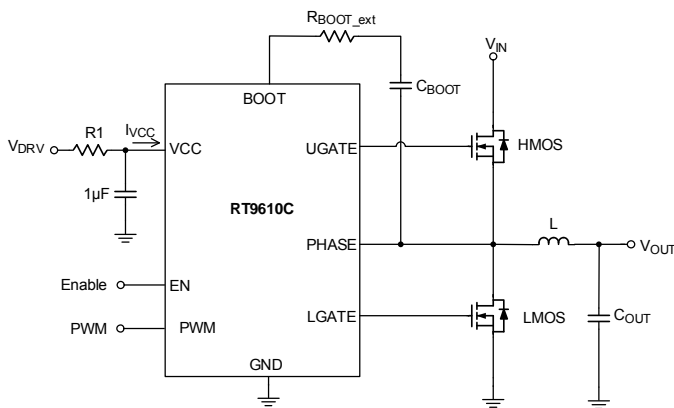 RBOOT_ext
VIN
CBOOT
BOOT
R1
IVCC
VDRV
VCC
UGATE
HMOS
1µF
RT9610C
L
PHASE
VOUT
Enable
EN
PWM
PWM
LGATE
LMOS
COUT
GND